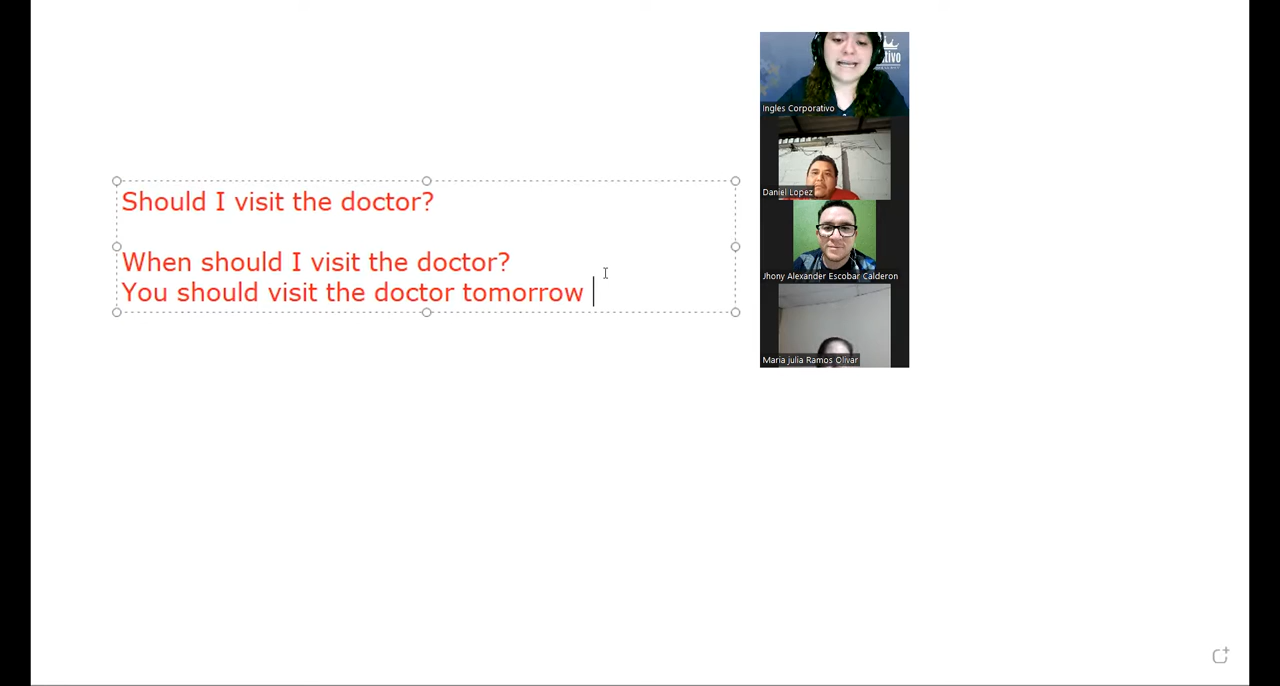 Should I visit the doctor?
When should I visit the doctor?
You should visit the doctor tomorrow
Ingles Corporativo
Daniel Lopez
Jhony Alexander Escobar Calderon
Maria julia Ramos Olivar